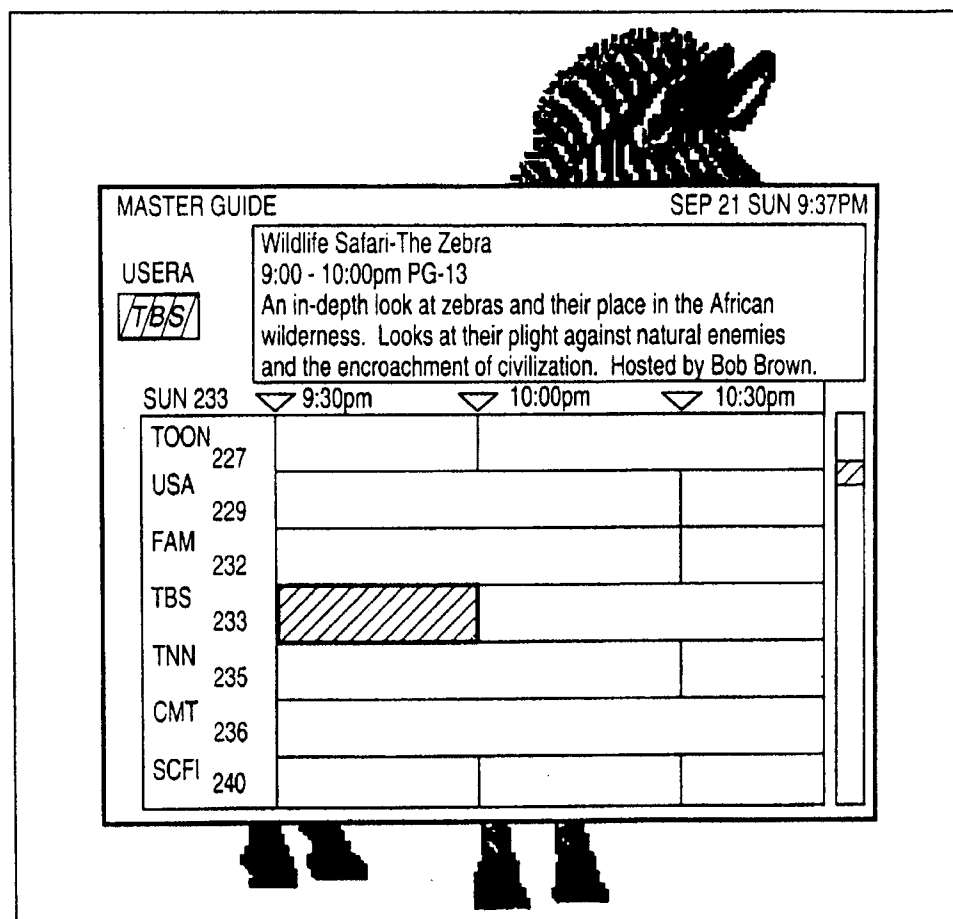 MASTER GUIDE SEP 21 SUN 9:37PM
USERA
TBS
Wildlife Safari-The Zebra
9:00 - 10:00pm PG-13
An in-depth look at zebras and their place in the African
wilderness. Looks at their plight against natural enemies
and the encroachment of civilization. Hosted by Bob Brown.
SUN 233 9:30pm 10:00pm 10:30pm
TOON 227
USA 229
FAM 232
TBS 233
TNN 235
CMT 236
SCFI 240